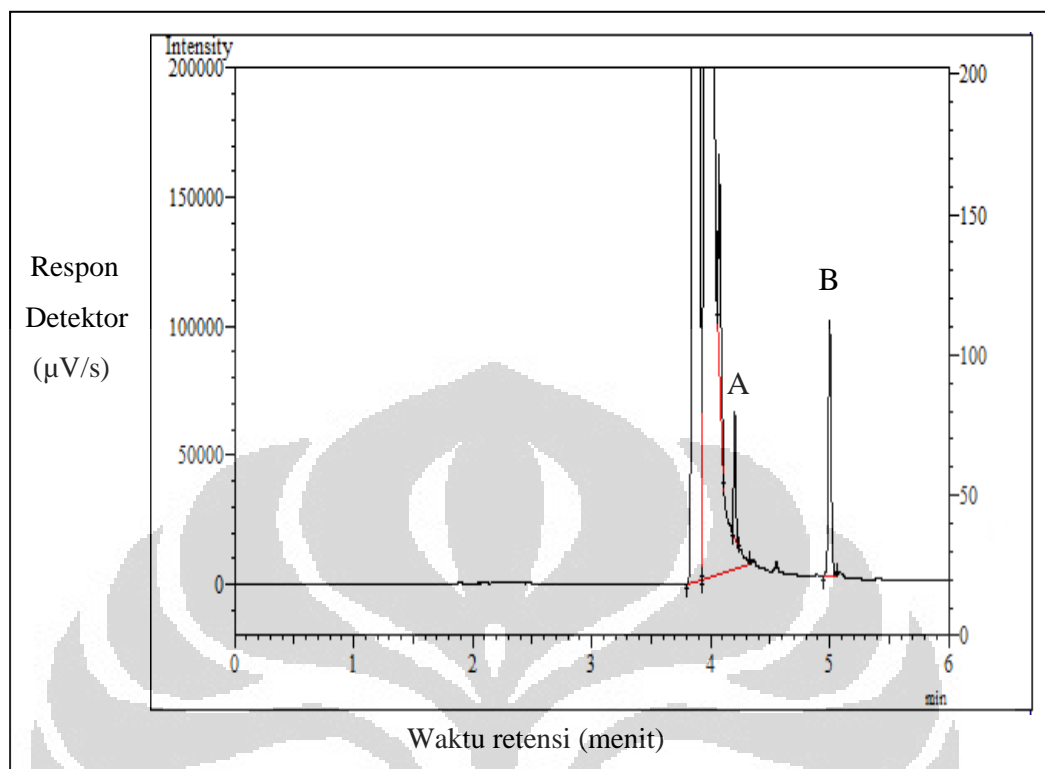 Intensity
200000
150000
100000
50000
0
200
150
100
50
0
Respon
Detektor
(µV/s)
A
B
0 1 2 3 4 5 6
min
Waktu retensi (menit)